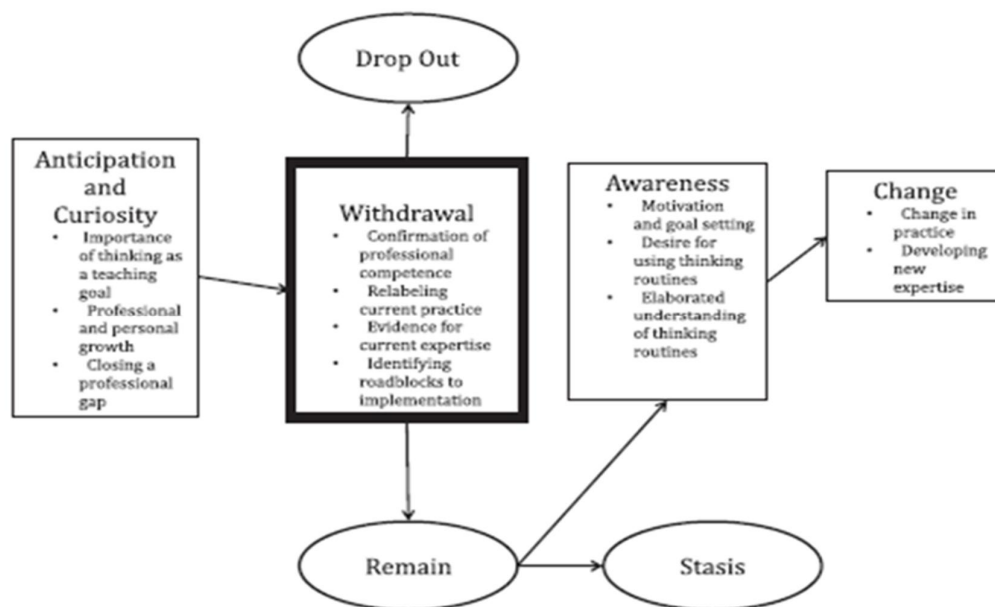 Drop Out
Anticipation
and
Curiosity
• Importance
of thinking as
a teaching
goal
• Professional
and personal
growth
• Closing a
professional
gap
Withdrawal
• Confirmation of
professional
competence
• Relabeling
current practice
• Evidence for
current expertise
• Identifying
roadblocks to
implementation
Awareness
• Motivation
and goal setting
• Desire for
using thinking
routines
• Elaborated
understanding
of thinking
routines
Change
• Change in
practice
• Developing
new
expertise
Remain
Stasis